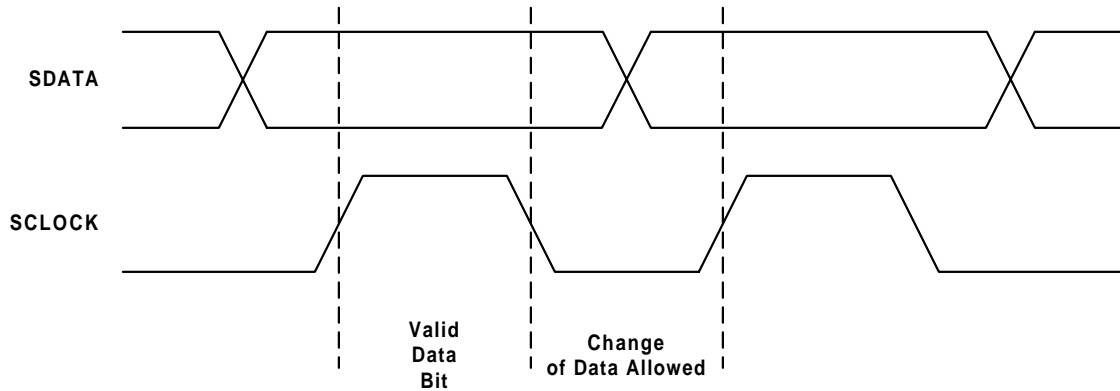 SDATA
SCLOCK
Valid
Data
Bit
Change
of Data Allowed